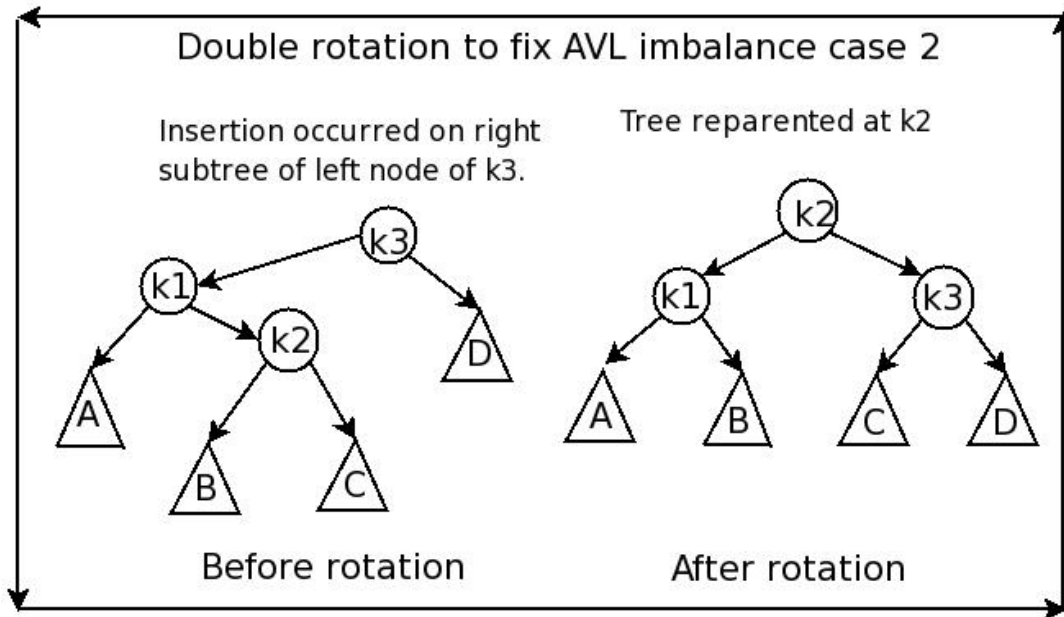 Double rotation to fix AVL imbalance case 2
Insertion occurred on right
subtree of left node of k3.
k3
k1
k2
D
A
B
C
Before rotation
Tree reparented at k2
k2
k1
k3
A
B
C
D
After rotation